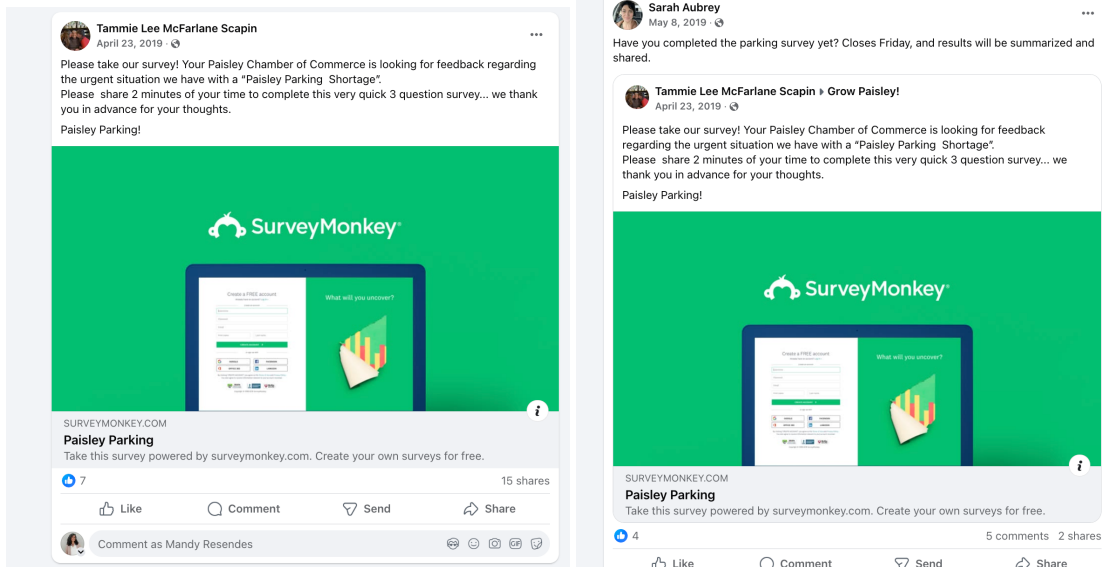 Tammie Lee McFarlane Scapin
April 23, 2019 ·
Please take our survey! Your Paisley Chamber of Commerce is looking for feedback regarding
the urgent situation we have with a “Paisley Parking  Shortage”.
Please  share 2 minutes of your time to complete this very quick 3 question survey... we thank
you in advance for your thoughts.
Paisley Parking!
SurveyMonkey®
Create a FREE account
What will you uncover?
SURVEYMONKEY.COM
Paisley Parking
Take this survey powered by surveymonkey.com. Create your own surveys for free.
7
15 shares
Like
Comment
Send
Share
Comment as Mandy Resendes
GIF
Sarah Aubrey
May 8, 2019 ·
Have you completed the parking survey yet? Closes Friday, and results will be summarized and
shared.
Tammie Lee McFarlane Scapin ▸ Grow Paisley!
April 23, 2019 ·
Please take our survey! Your Paisley Chamber of Commerce is looking for feedback
regarding the urgent situation we have with a “Paisley Parking  Shortage”.
Please  share 2 minutes of your time to complete this very quick 3 question survey... we
thank you in advance for your thoughts.
Paisley Parking!
SurveyMonkey®
Create a FREE account
What will you uncover?
SURVEYMONKEY.COM
Paisley Parking
Take this survey powered by surveymonkey.com. Create your own surveys for free.
4
5 comments 2 shares
Like
Comment
Send
Share